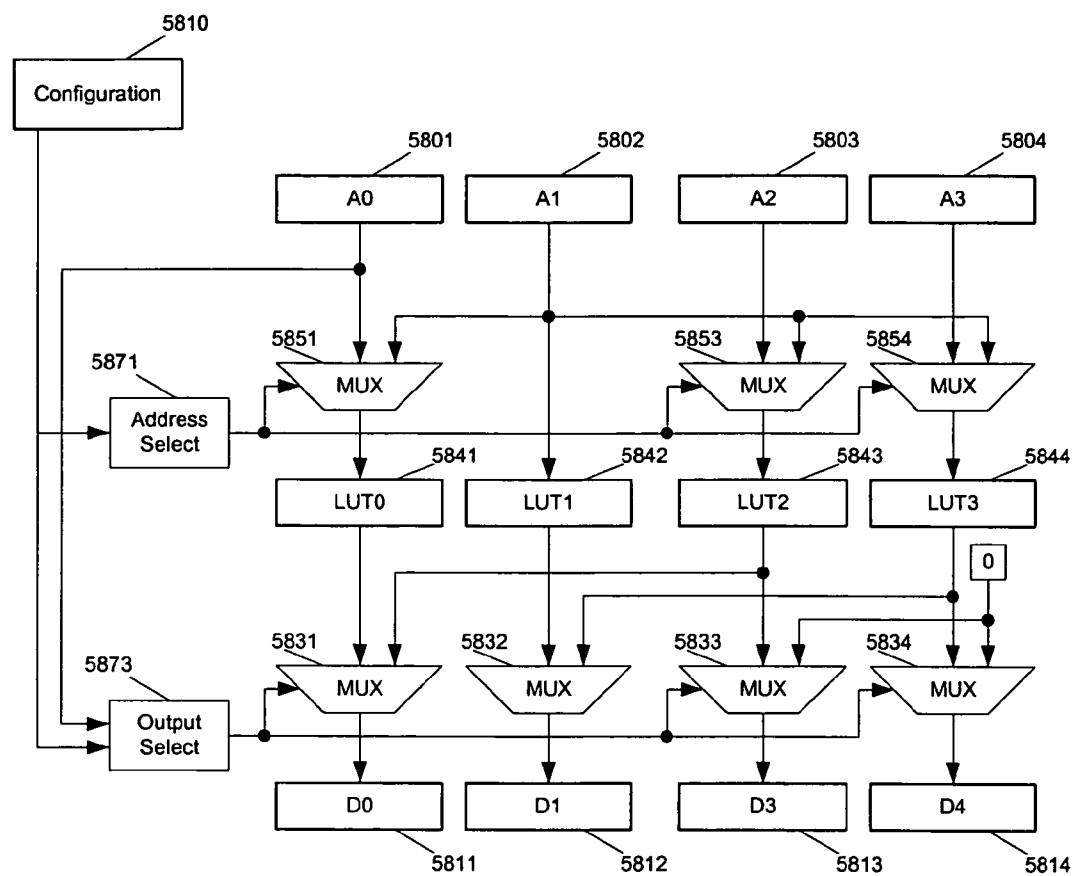 5810
Configuration
5801
5802
5803
5804
A0
A1
A2
A3
5851
5853
5854
5871
MUX
MUX
MUX
Address
Select
5841
5842
5843
5844
LUT0
LUT1
LUT2
LUT3
0
5831
5832
5833
5834
5873
MUX
MUX
MUX
MUX
Output
Select
D0
D1
D3
D4
5811
5812
5813
5814